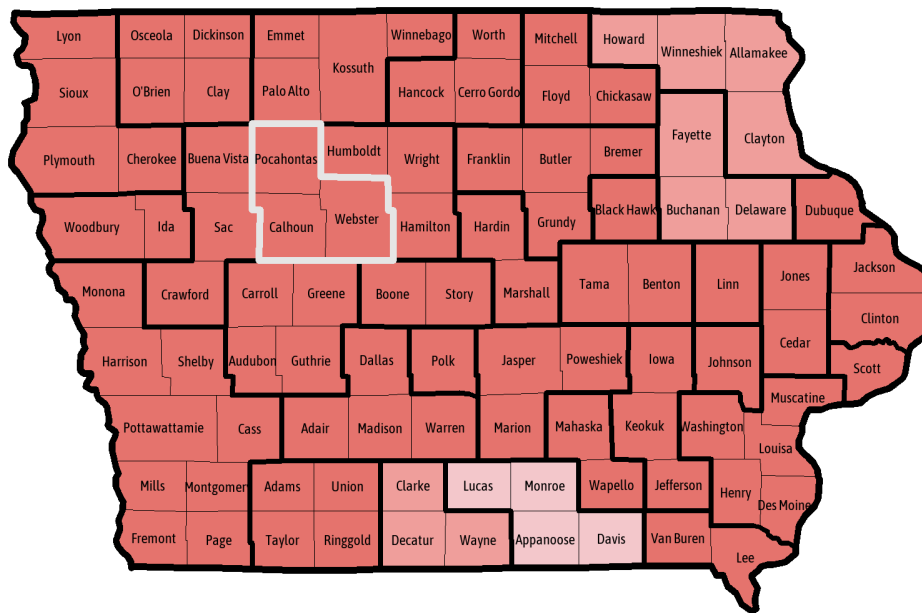 Lyon Osceola Dickinson Emmet Winnebago Worth Mitchell Howard Winneshiek Allamakee
Kossuth
Sioux O'Brien Clay Palo Alto Hancock Cerro Gordo Floyd Chickasaw
Fayette Clayton
Plymouth Cherokee Buena Vista Pocahontas Humboldt Wright Franklin Butler Bremer
Woodbury Ida Sac Calhoun Webster Hamilton Hardin Grundy Black Hawk Buchanan Delaware Dubuque
Monona Crawford Carroll Greene Boone Story Marshall Tama Benton Linn Jones Jackson
Clinton
Harrison Shelby Audubon Guthrie Dallas Polk Jasper Poweshiek Iowa Johnson Cedar
Scott
Muscatine
Pottawattamie Cass Adair Madison Warren Marion Mahaska Keokuk Washington
Louisa
Mills Montgomery Adams Union Clarke Lucas Monroe Wapello Jefferson Henry Des Moines
Fremont Page Taylor Ringgold Decatur Wayne Appanoose Davis Van Buren Lee